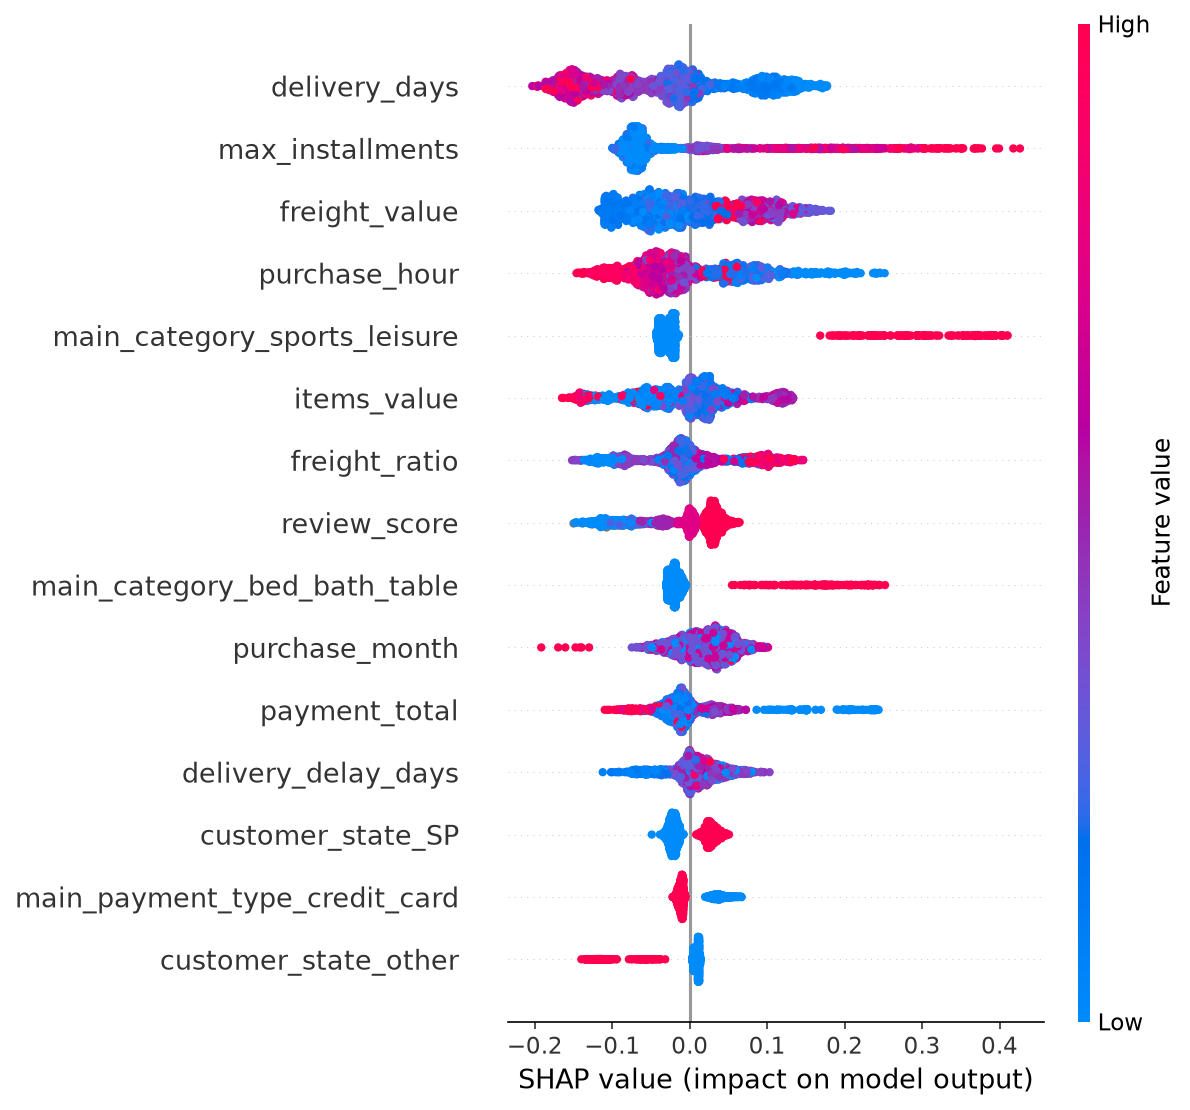 High
delivery_days
max_installments
freight_value
purchase_hour
main_category_sports_leisure
items_value
freight_ratio
review_score
main_category_bed_bath_table
purchase_month
payment_total
delivery_delay_days
customer_state_SP
main_payment_type_credit_card
customer_state_other
Feature value
Low
−0.2 −0.1 0.0 0.1 0.2 0.3 0.4
SHAP value (impact on model output)